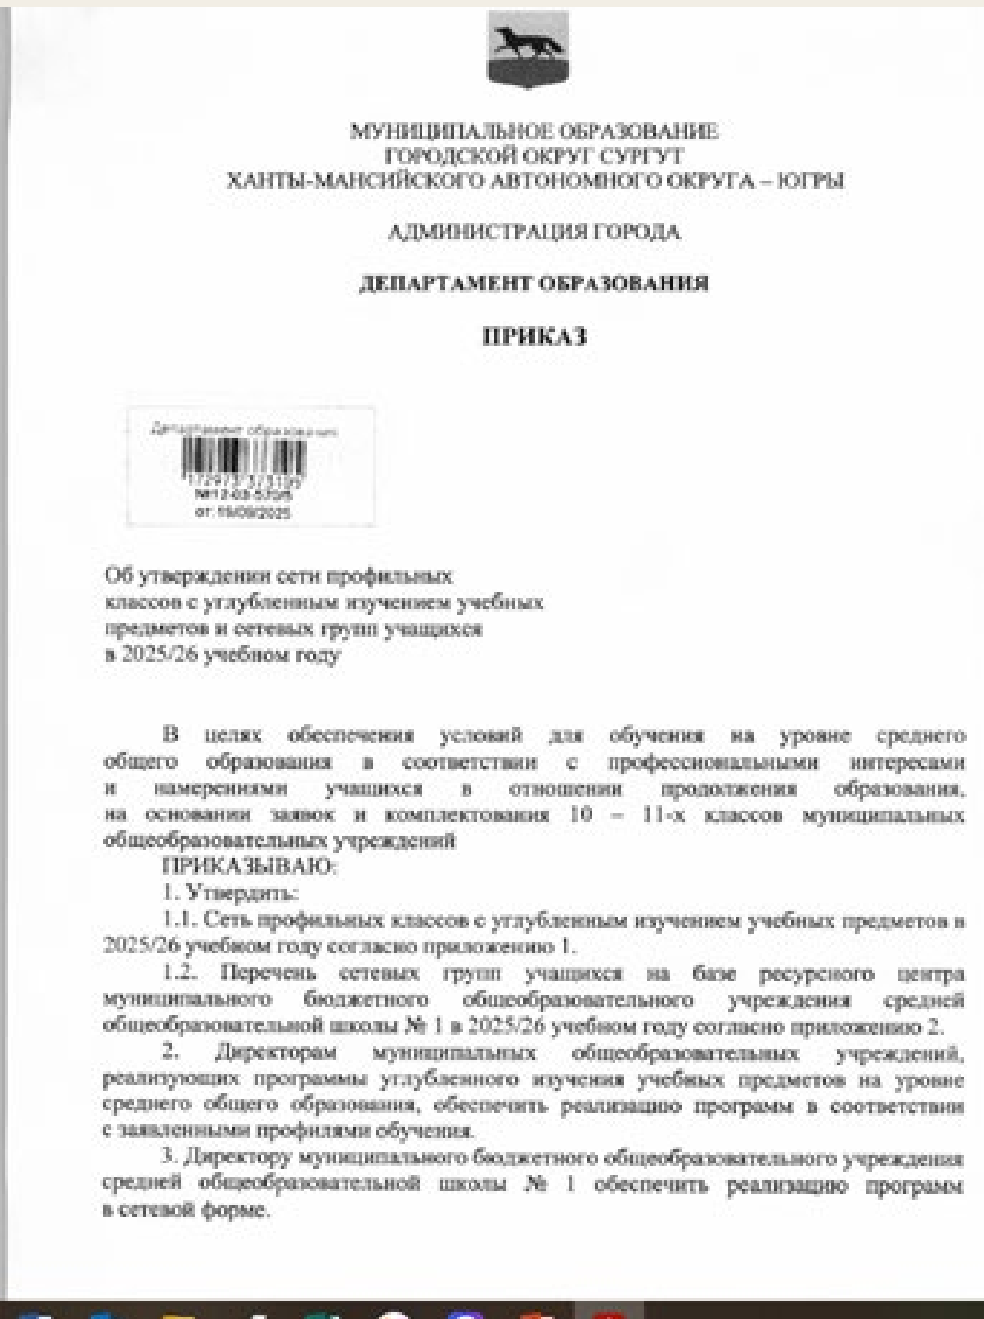 МУНИЦИПАЛЬНОЕ ОБРАЗОВАНИЕ
ГОРОДСКОЙ ОКРУГ СУРГУТ
ХАНТЫ-МАНСИЙСКОГО АВТОНОМНОГО ОКРУГА – ЮГРЫ
АДМИНИСТРАЦИЯ ГОРОДА
ДЕПАРТАМЕНТ ОБРАЗОВАНИЯ
ПРИКАЗ
Департамент образования
Об утверждении сети профильных
классов с углубленным изучением учебных
предметов и сетевых групп учащихся
в 2025/26 учебном году
В целях обеспечения условий для обучения на уровне среднего
общего образования в соответствии с профессиональными интересами
и намерениями учащихся в отношении продолжения образования,
на основании заявок и комплектования 10 – 11-х классов муниципальных
общеобразовательных учреждений
ПРИКАЗЫВАЮ:
1. Утвердить:
1.1. Сеть профильных классов с углубленным изучением учебных предметов в
2025/26 учебном году согласно приложению 1.
1.2. Перечень сетевых групп учащихся на базе ресурсного центра
муниципального бюджетного общеобразовательного учреждения средней
общеобразовательной школы № 1 в 2025/26 учебном году согласно приложению 2.
2. Директорам муниципальных общеобразовательных учреждений,
реализующих программы углубленного изучения учебных предметов на уровне
среднего общего образования, обеспечить реализацию программ в соответствии
с заявленными профилями обучения.
3. Директору муниципального бюджетного общеобразовательного учреждения
средней общеобразовательной школы № 1 обеспечить реализацию программ
в сетевой форме.